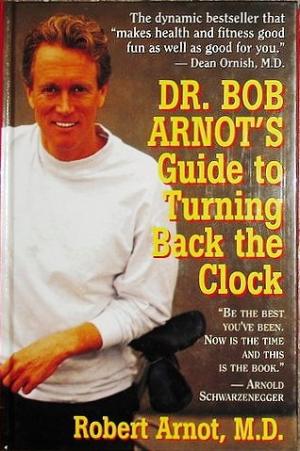 The dynamic bestseller that
"makes health and fitness good
fun as well as good for you."
— Dean Ornish, M.D.
DR. BOB
ARNOT'S
Guide to
Turning
Back the
Clock
"BE THE BEST
YOU'VE BEEN.
NOW IS THE TIME
AND THIS
IS THE BOOK."
— ARNOLD
SCHWARZENEGGER
Robert Arnot, M.D.